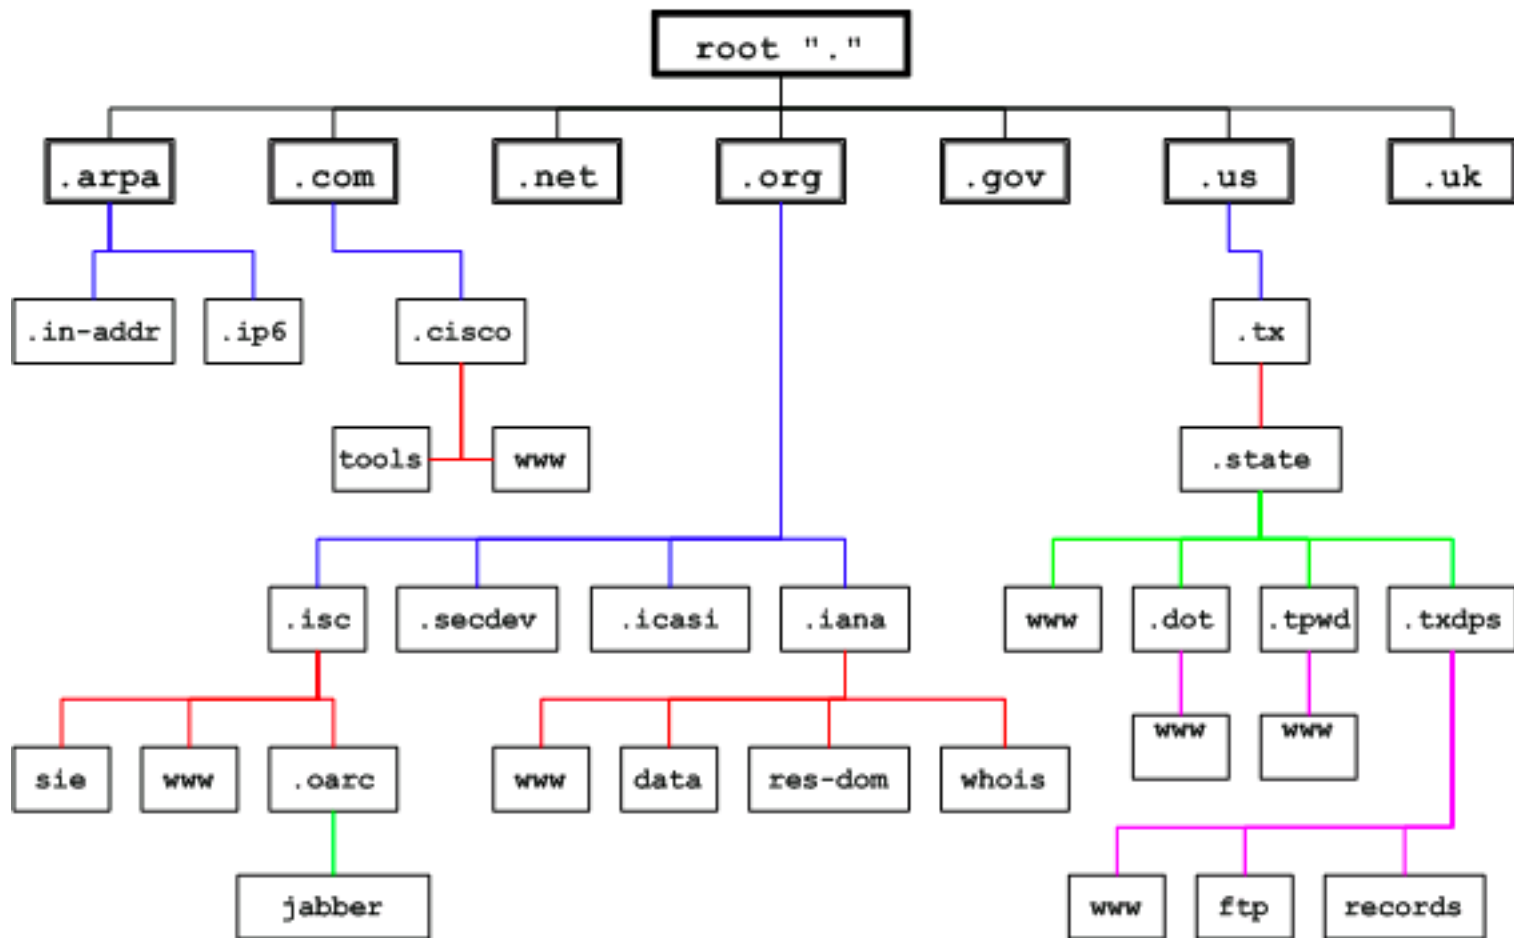 root "."
.arpa
.com
.net
.org
.gov
.us
.uk
.in-addr
.ip6
.cisco
.tx
tools
www
.state
.isc
.secdev
.icasi
.iana
www
.dot
.tpwd
.txdps
www
www
sie
www
.oarc
www
data
res-dom
whois
jabber
www
ftp
records